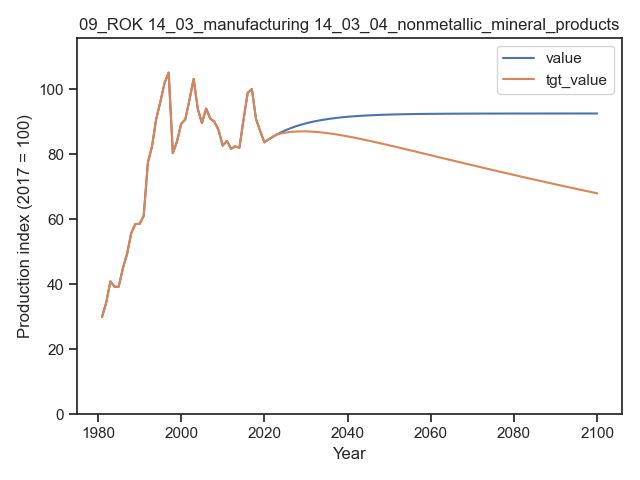 09_ROK 14_03_manufacturing 14_03_04_nonmetallic_mineral_products
value
tgt_value
Production index (2017 = 100)
100
80
60
40
20
0
1980 2000 2020 2040 2060 2080 2100
Year